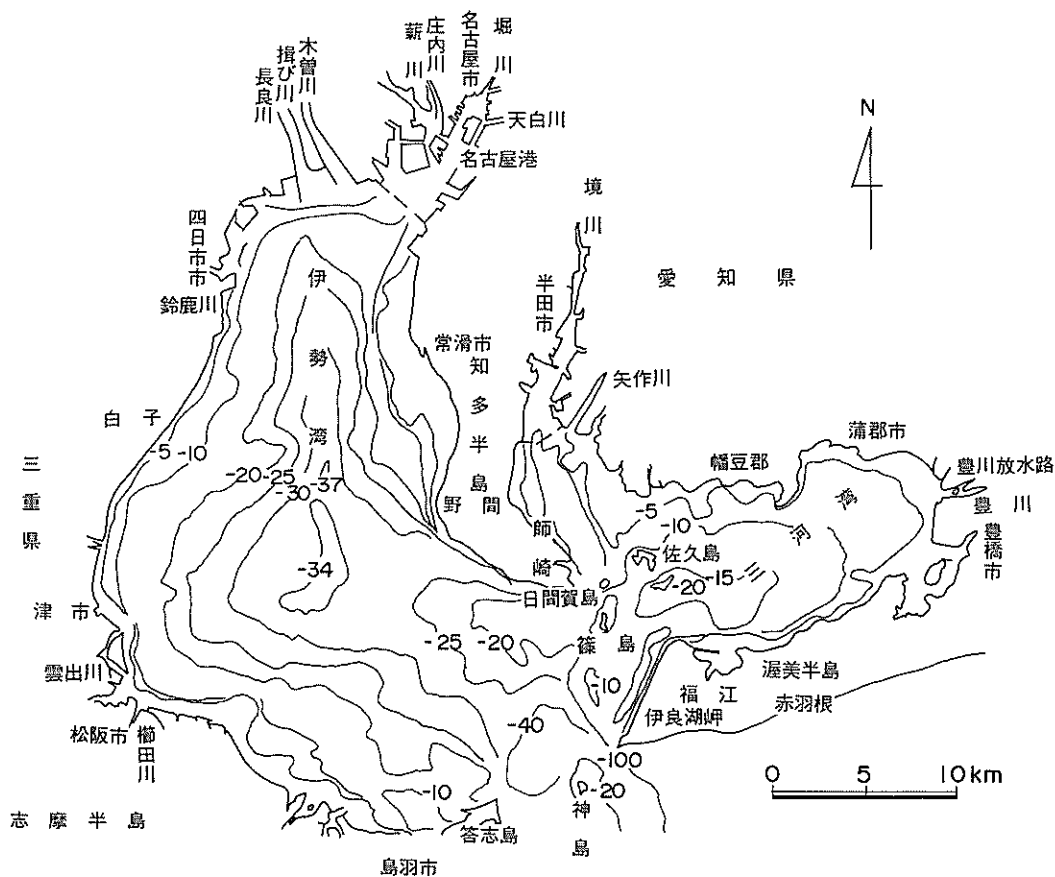 木曽川
揖び川
長良川
薪川
庄内川
名古屋市
堀川
天白川
名古屋港
N
境川
四日市市
鈴鹿川
伊勢湾
半田市
愛知県
常滑市
知多半島
矢作川
白子
-5
-10
-20
-25
-30
-37
三重県
野間
師崎
幡豆郡
蒲郡市
豊川放水路
豊川
豊橋市
-5
-10
佐久島
-15
-20
三河湾
-34
日間賀島
津市
-25
-20
篠島
雲出川
-10
福江
渥美半島
伊良湖岬
赤羽根
松阪市
櫛田川
-40
-100
0 5 10km
-10
-20
神島
志摩半島
答志島
鳥羽市